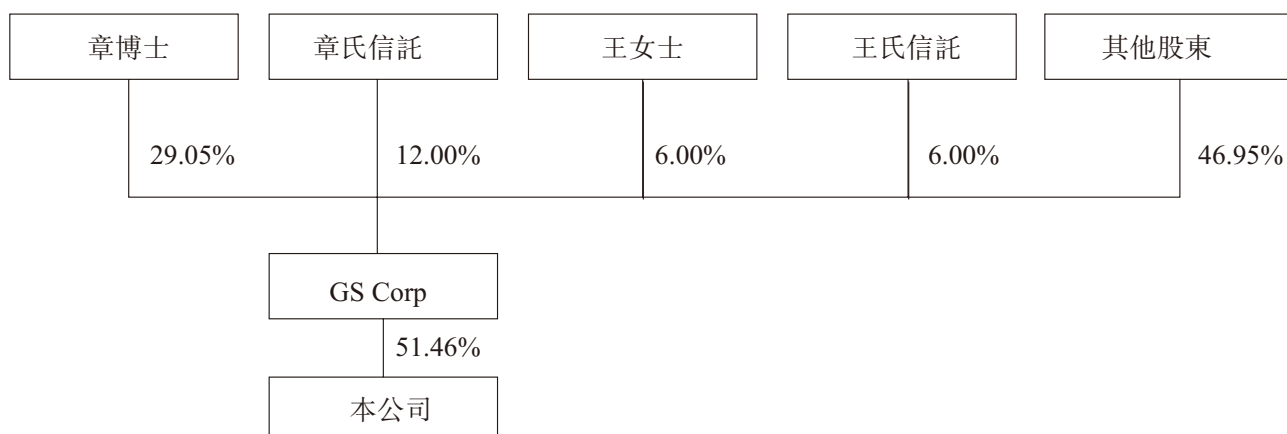 章博士
章氏信託
王女士
王氏信託
其他股東
29.05%
12.00%
6.00%
6.00%
46.95%
GS Corp
51.46%
本公司